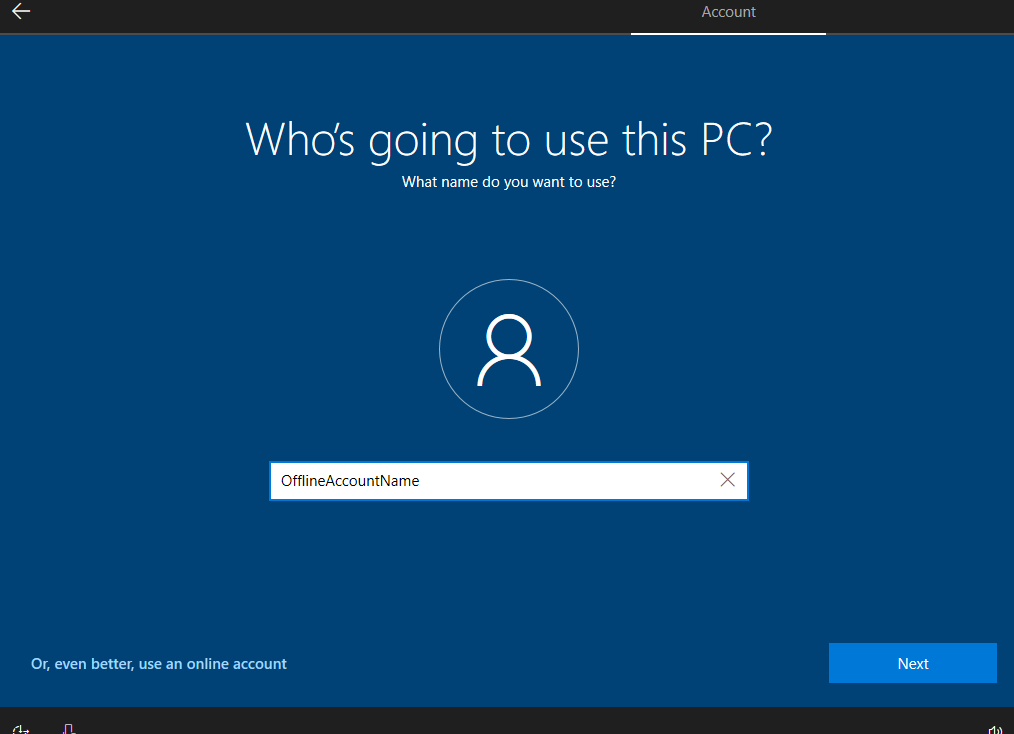 Account
Who's going to use this PC?
What name do you want to use?
OfflineAccountName
Or, even better, use an online account
Next